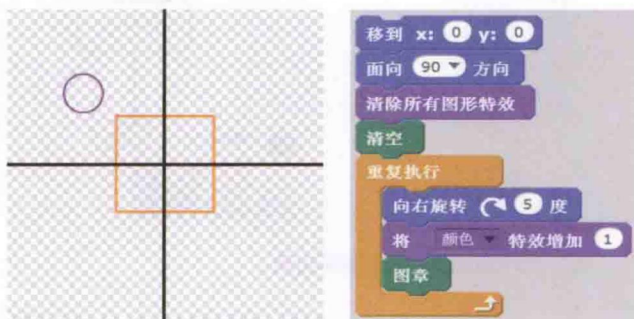 移到 x: 0 y: 0
面向 90 方向
清除所有图形特效
清空
重复执行
向右旋转 5 度
将 颜色 特效增加 1
图章